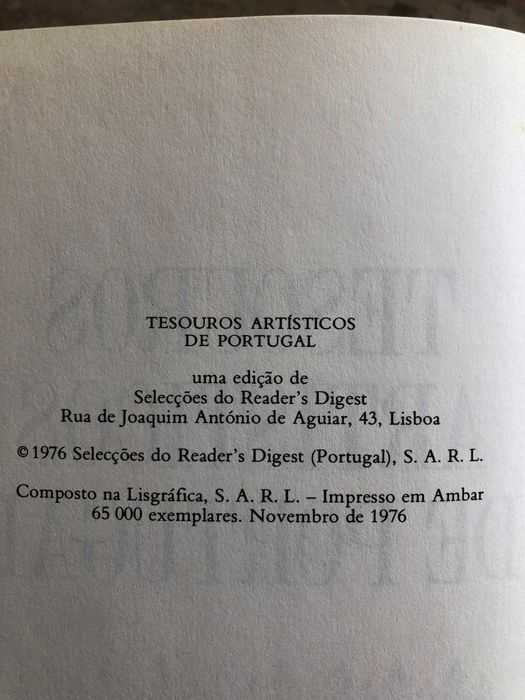 TESOUROS ARTÍSTICOS
DE PORTUGAL
uma edição de
Selecções do Reader's Digest
Rua de Joaquim António de Aguiar, 43, Lisboa
© 1976 Selecções do Reader's Digest (Portugal), S. A. R. L.
Composto na Lisgráfica, S. A. R. L. – Impresso em Ambar
65 000 exemplares. Novembro de 1976